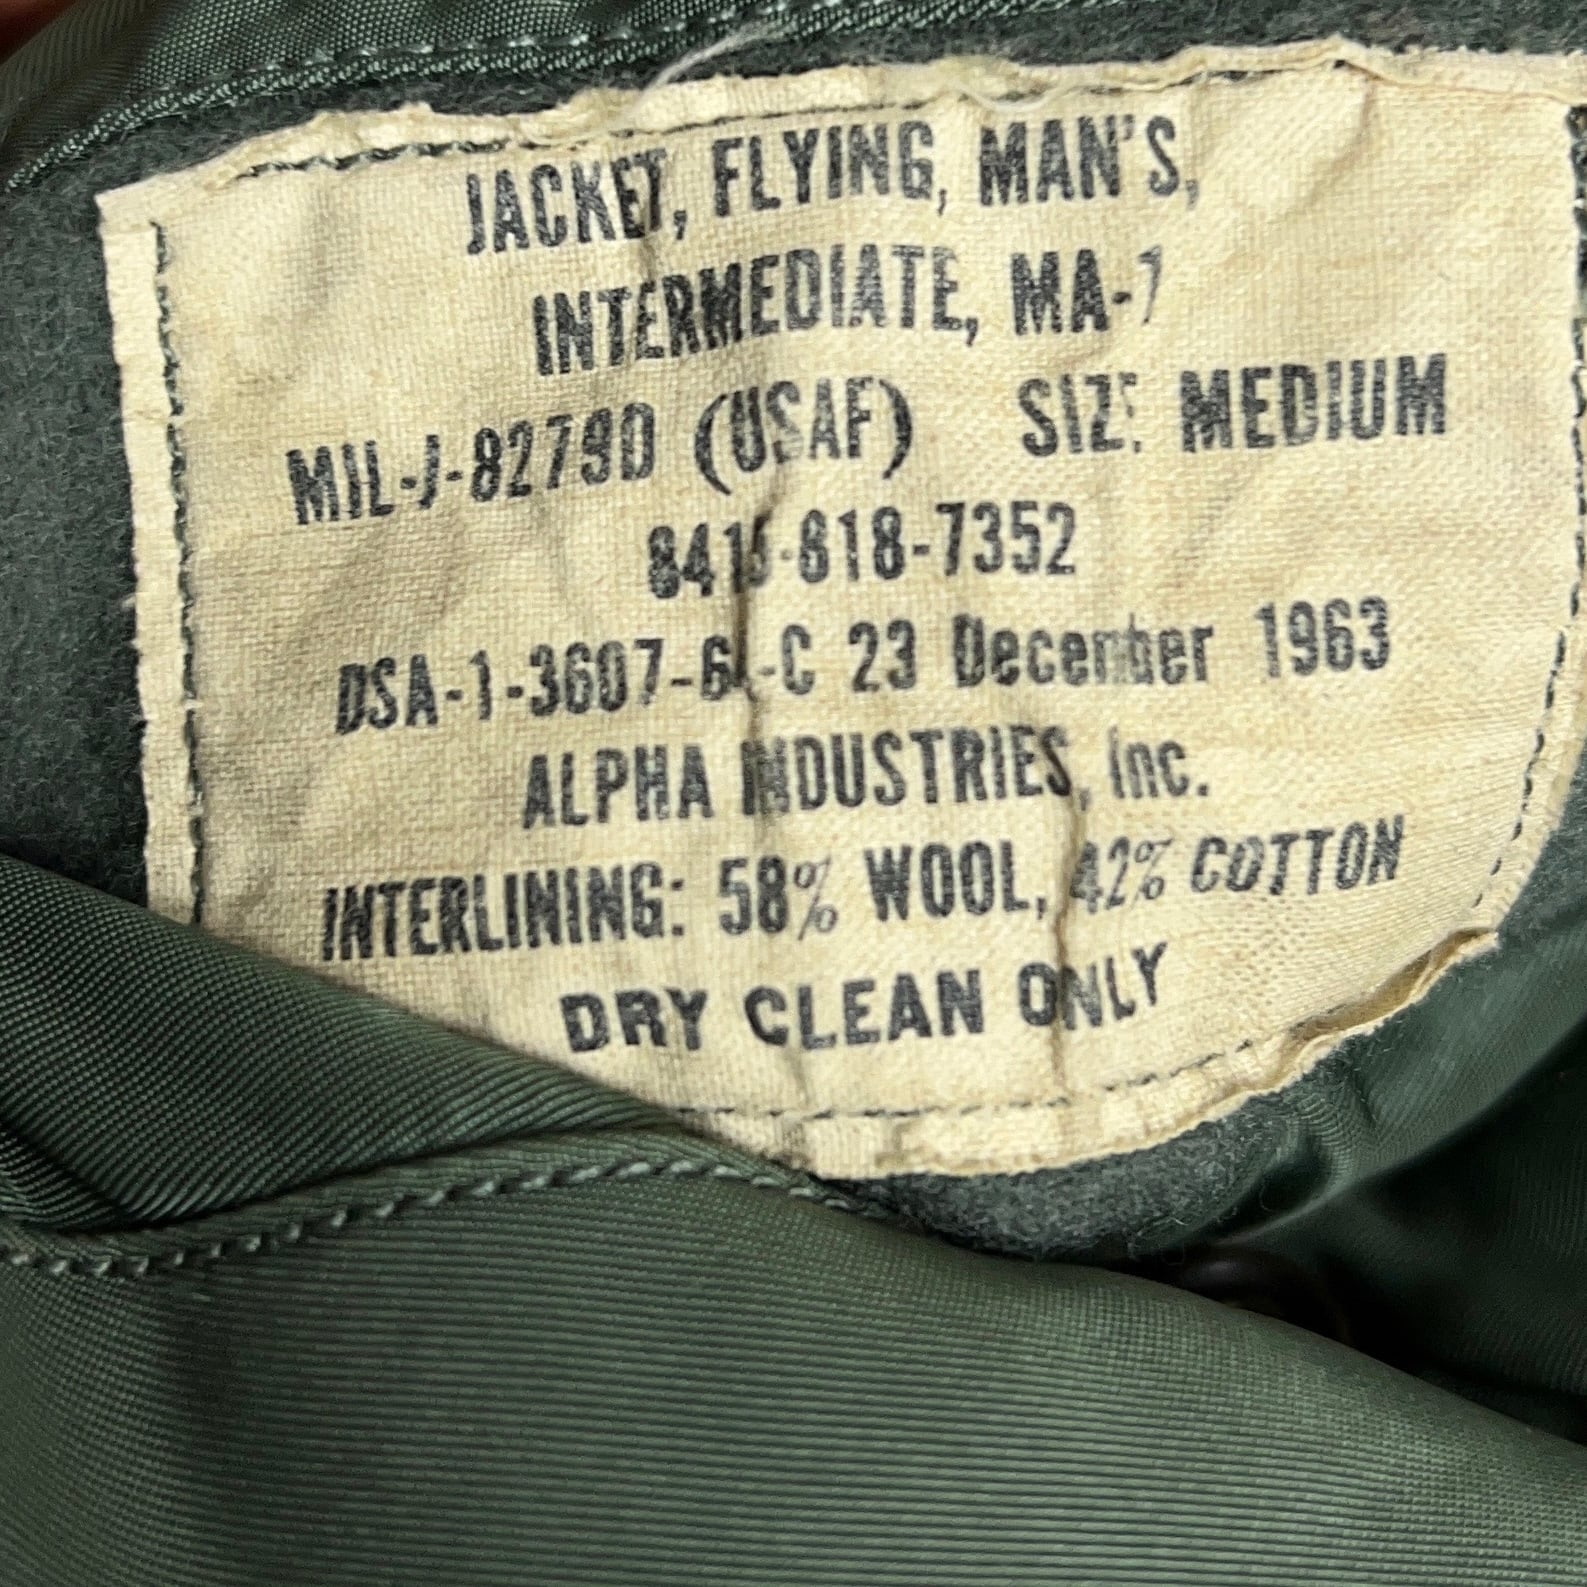 JACKET, FLYING, MAN'S,
INTERMEDIATE, MA-1
MIL-J-8279D (USAF) SIZE MEDIUM
8415-818-7352
DSA-1-3607-64-C 23 December 1963
ALPHA INDUSTRIES, Inc.
INTERLINING: 58% WOOL, 42% COTTON
DRY CLEAN ONLY